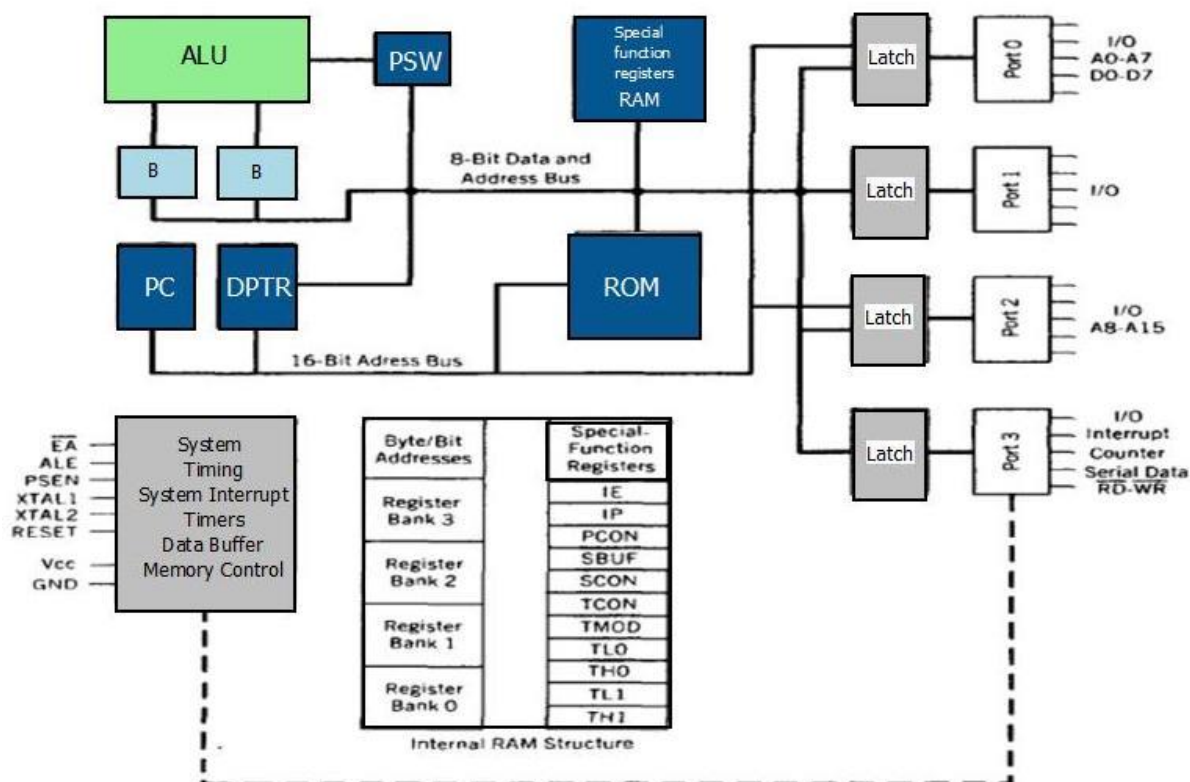 ALU
PSW
Special
function
registers
RAM
B
B
8-Bit Data and
Address Bus
PC
DPTR
ROM
16-Bit Adress Bus
Latch
Port 0
I/O
A0-A7
D0-D7
Latch
Port 1
I/O
Latch
Port 2
I/O
A8-A15
Latch
Port 3
I/O
Interrupt
Counter
Serial Data
R̅D̅-W̅R̅
E̅A̅
ALE
PSEN
XTAL1
XTAL2
RESET
Vcc
GND
System
Timing
System Interrupt
Timers
Data Buffer
Memory Control
Byte/Bit
Addresses
Register
Bank 3
Register
Bank 2
Register
Bank 1
Register
Bank 0
Special-
Function
Registers
IE
IP
PCON
SBUF
SCON
TCON
TMOD
TL0
TH0
TL1
TH1
Internal RAM Structure